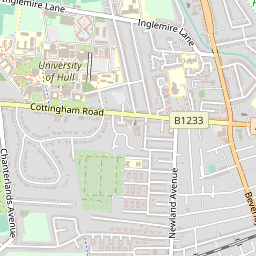 Inglemire Lane
Inglemire Lane
University
of Hull
Cottingham Road
B1233
Chanterlands Avenue
Newland Avenue